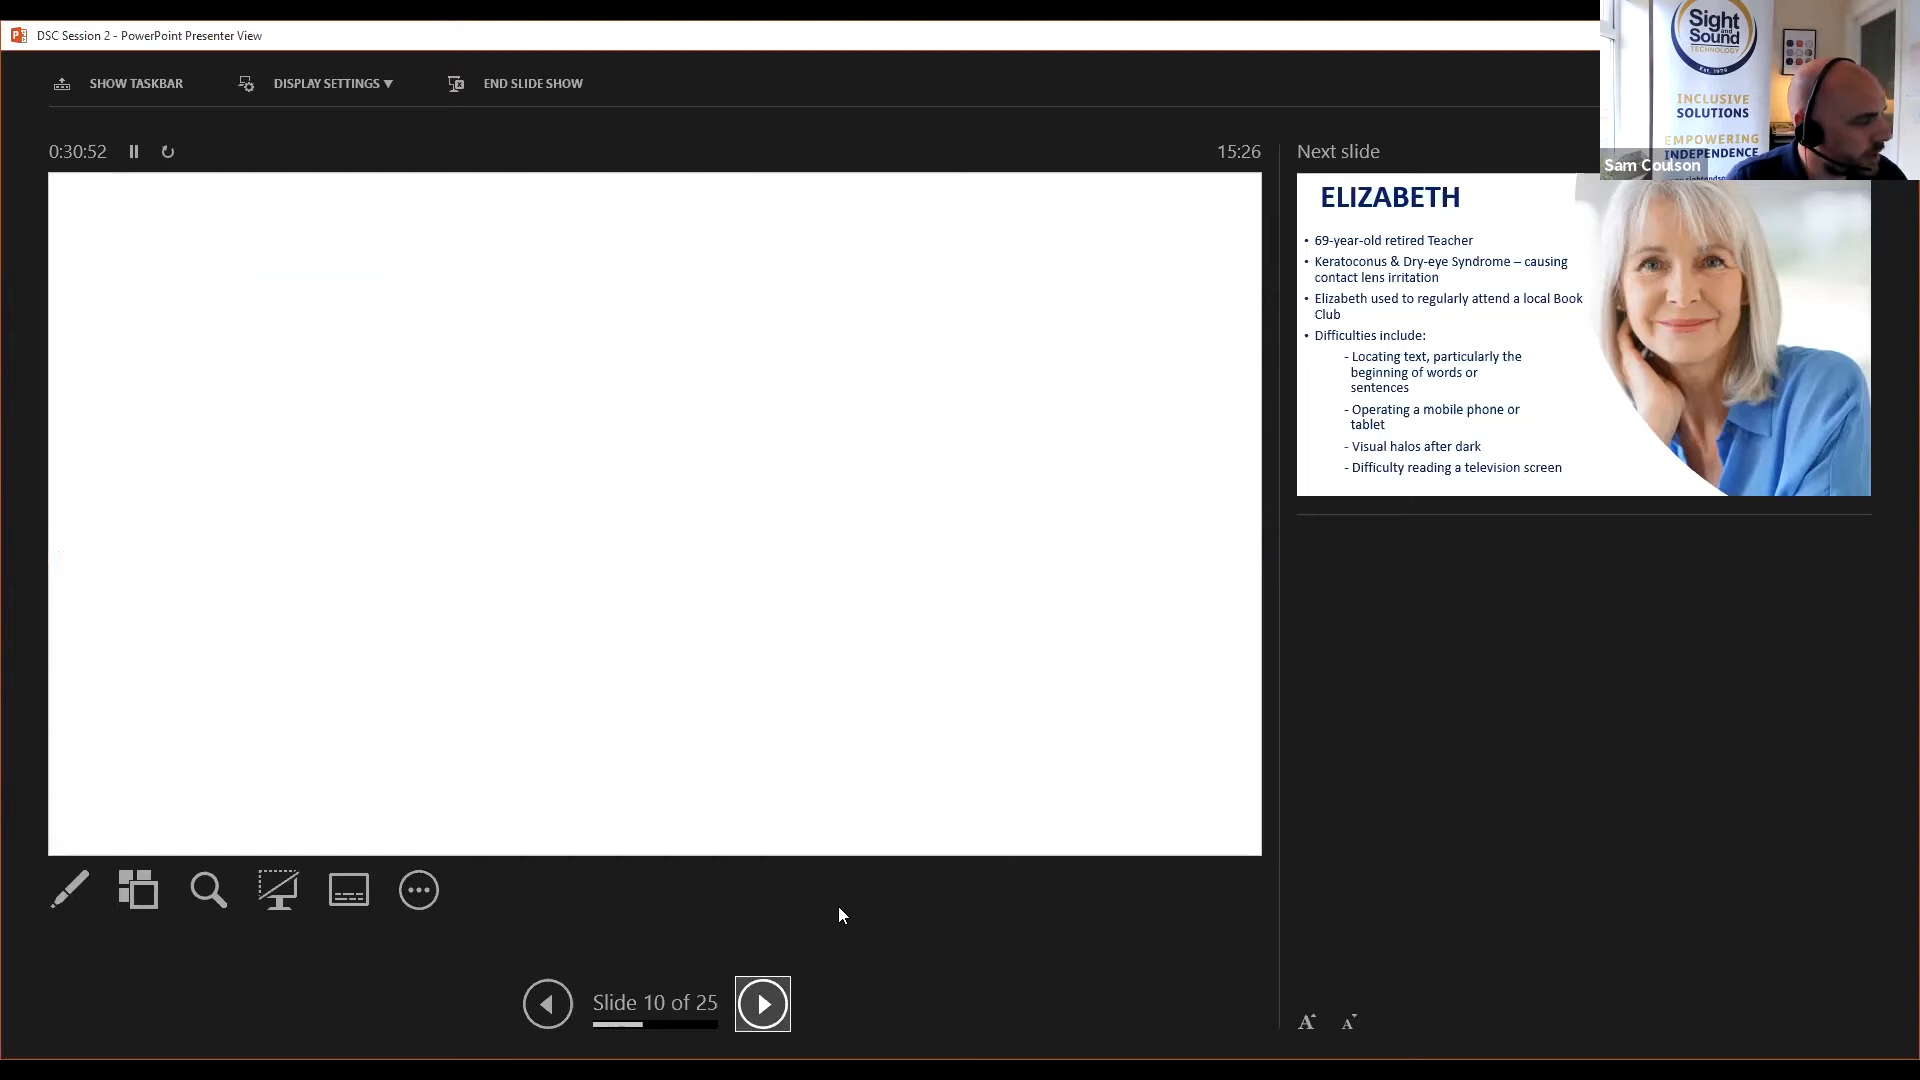 DSC Session 2 - PowerPoint Presenter View
SHOW TASKBAR
DISPLAY SETTINGS
END SLIDE SHOW
0:30:52
15:26
Next slide
Sight
and
Sound
TECHNOLOGY
Est. 1979
INCLUSIVE
SOLUTIONS
EMPOWERING
INDEPENDENCE
Sam Coulson
ELIZABETH
• 69-year-old retired Teacher
• Keratoconus & Dry-eye Syndrome – causing
contact lens irritation
• Elizabeth used to regularly attend a local Book
Club
• Difficulties include:
- Locating text, particularly the
beginning of words or
sentences
- Operating a mobile phone or
tablet
- Visual halos after dark
- Difficulty reading a television screen
Slide 10 of 25
A A